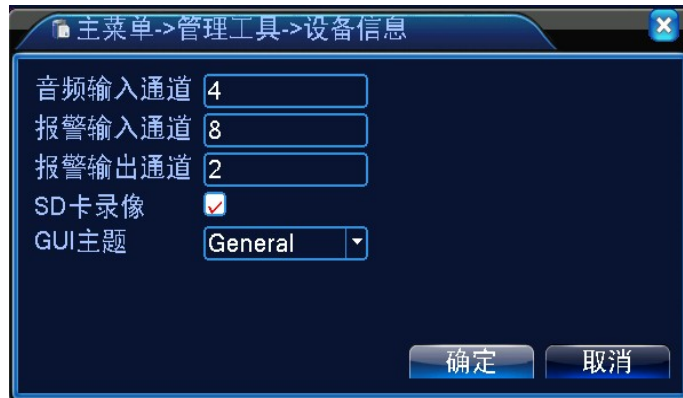 主菜单->管理工具->设备信息
音频输入通道 4
报警输入通道 8
报警输出通道 2
SD卡录像
GUI主题 General
确定 取消